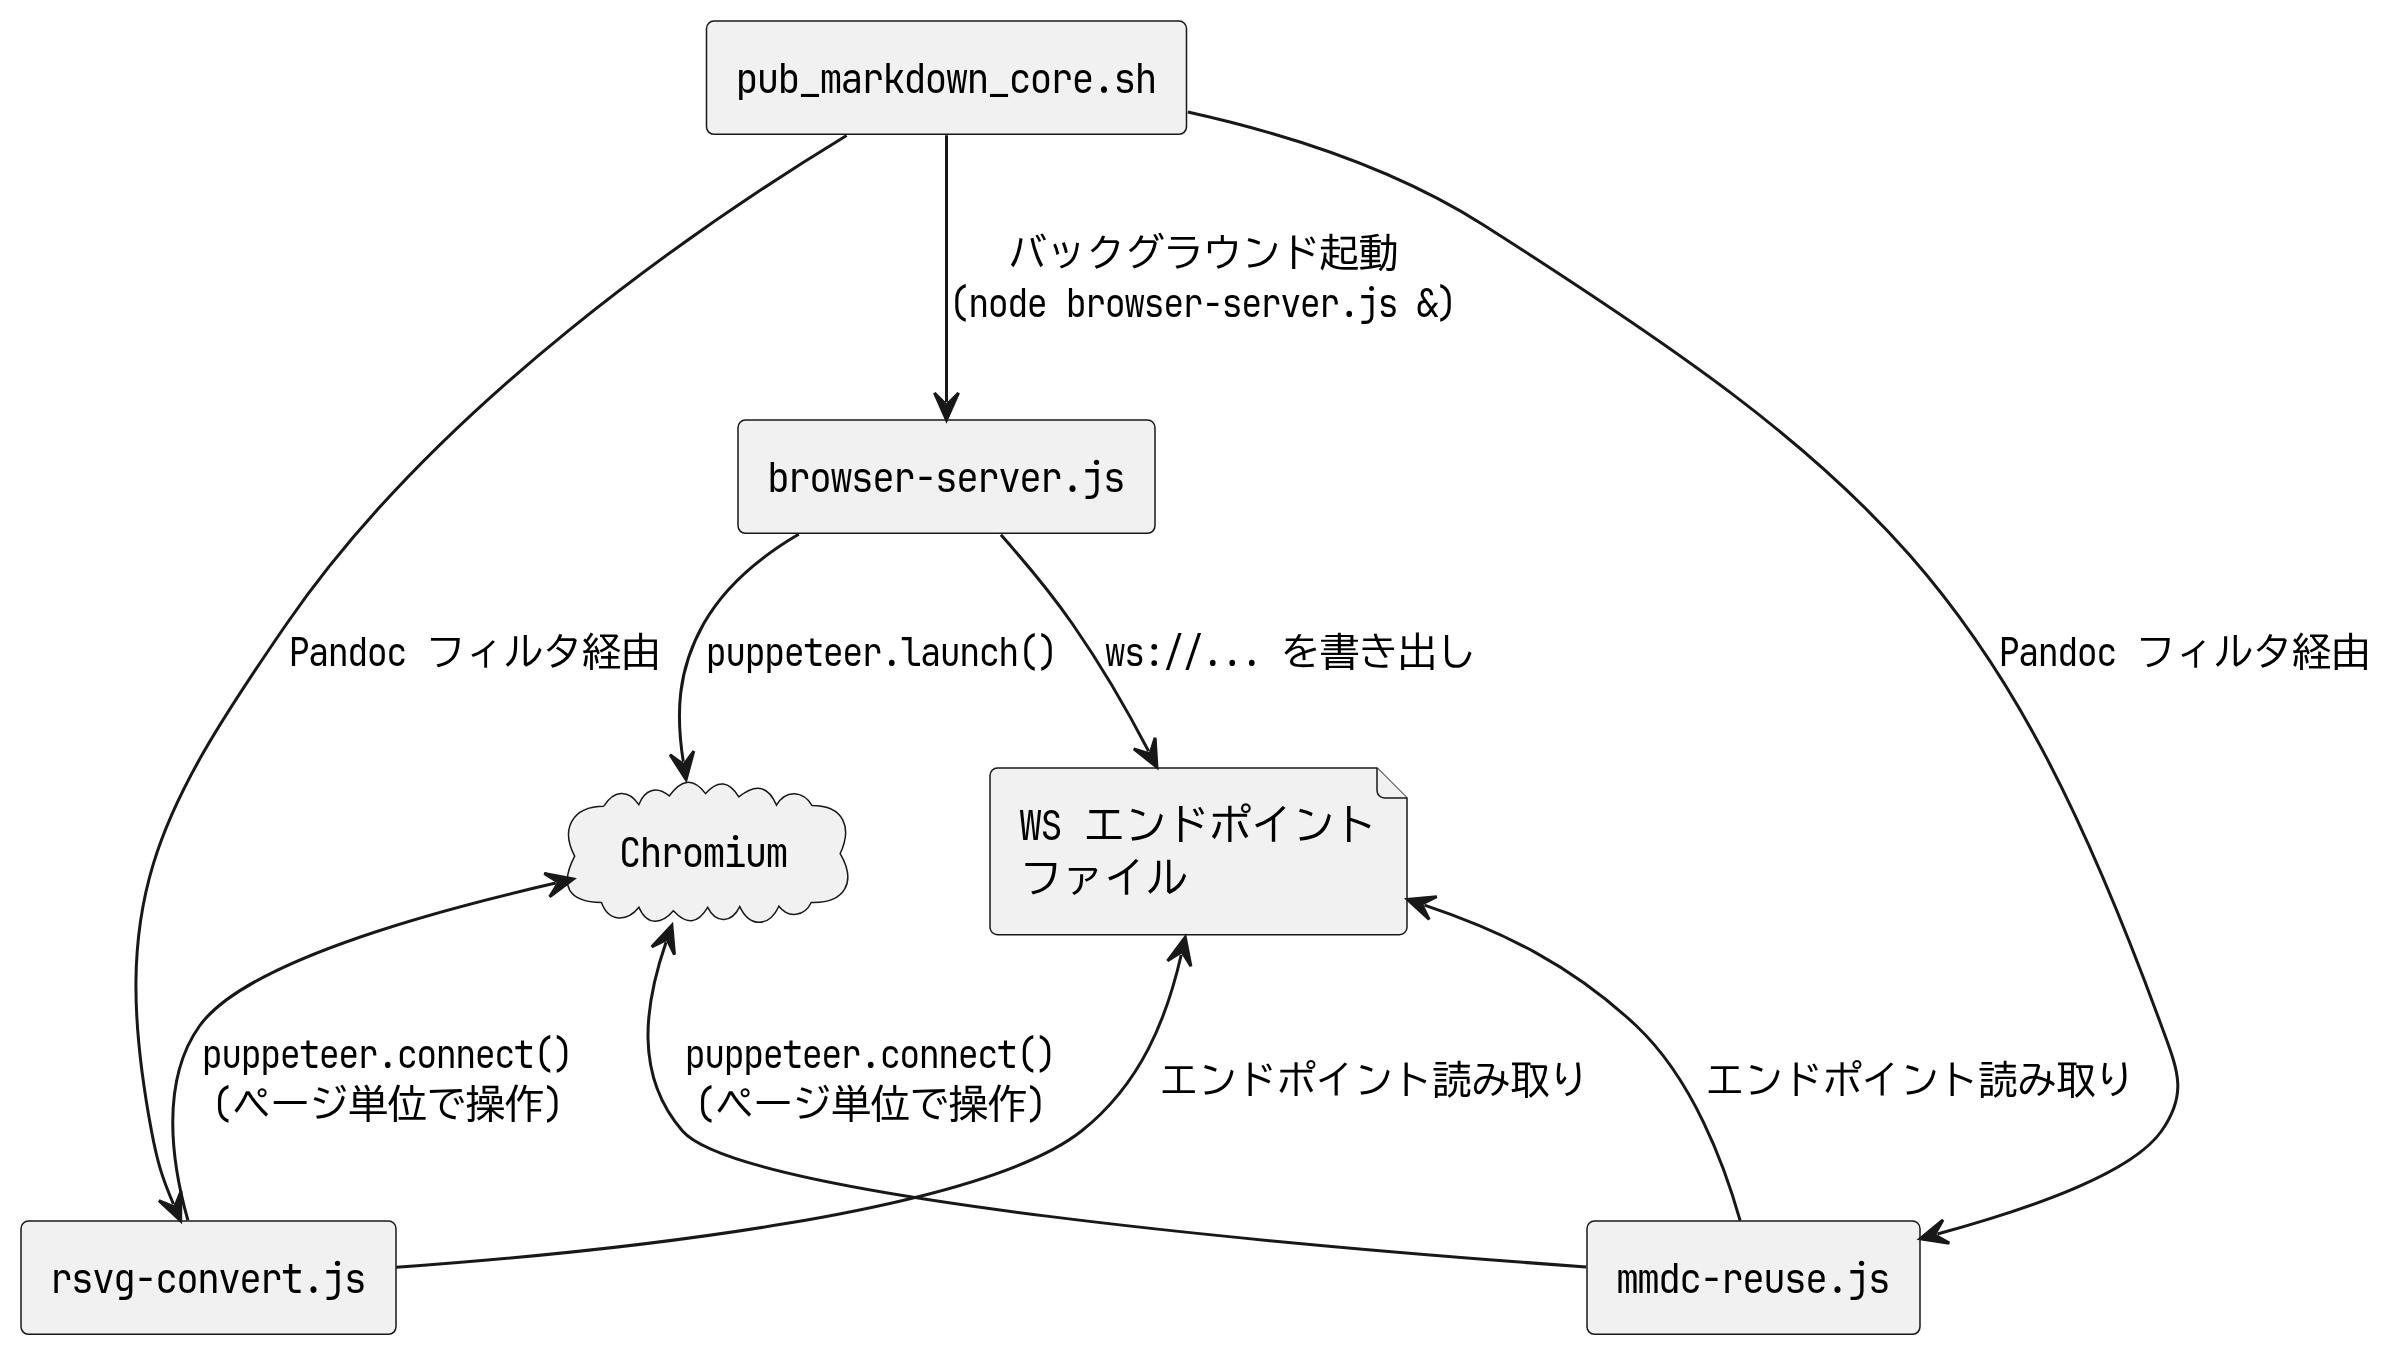 pub_markdown_core.sh
バックグラウンド起動
(node browser-server.js &)
browser-server.js
Pandoc フィルタ経由
puppeteer.launch()
ws://... を書き出し
Pandoc フィルタ経由
Chromium
WS エンドポイント
ファイル
puppeteer.connect()
(ページ単位で操作)
puppeteer.connect()
(ページ単位で操作)
エンドポイント読み取り
エンドポイント読み取り
rsvg-convert.js
mmdc-reuse.js